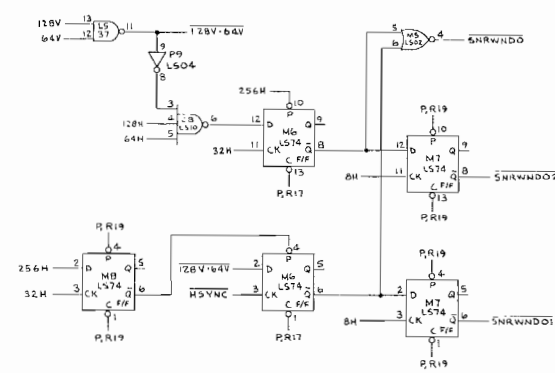 128V 13 LS 11 128V·64V
64V 12 37
9
P9
LS04
8
5 M5 4 SNRWNDO
6 LS02
256H
3
128H 4 LS10 6
64H 5
10
P
12 D Q 9
M6
LS74
32H 11 CK Q 8
C F/F
13
P,R17
P,R19
10
P
12 D Q 9
M7
LS74
8H 11 CK Q 8 SNRWNDO2
C F/F
13
P,R19
P,R19
4
P
256H 2 D Q 5
M8
LS74
32H 3 CK Q 6
C F/F
1
P,R19
4
P
128V·64V 2 D Q 5
M6
LS74
HSYNC 3 CK Q 6
C F/F
1
P,R17
P,R19
4
P
2 D Q 5
M7
LS74
8H 3 CK Q 6 SNRWNDO1
C F/F
1
P,R19